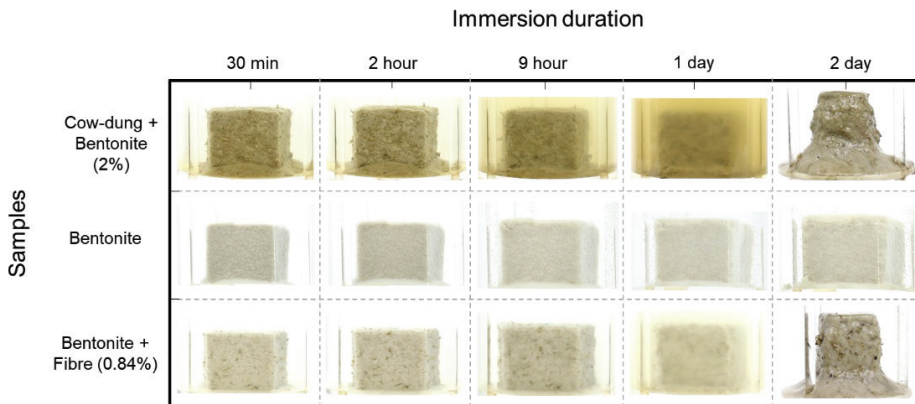 Immersion duration
30 min
2 hour
9 hour
1 day
2 day
Samples
Cow-dung +
Bentonite
(2%)
Bentonite
Bentonite +
Fibre (0.84%)